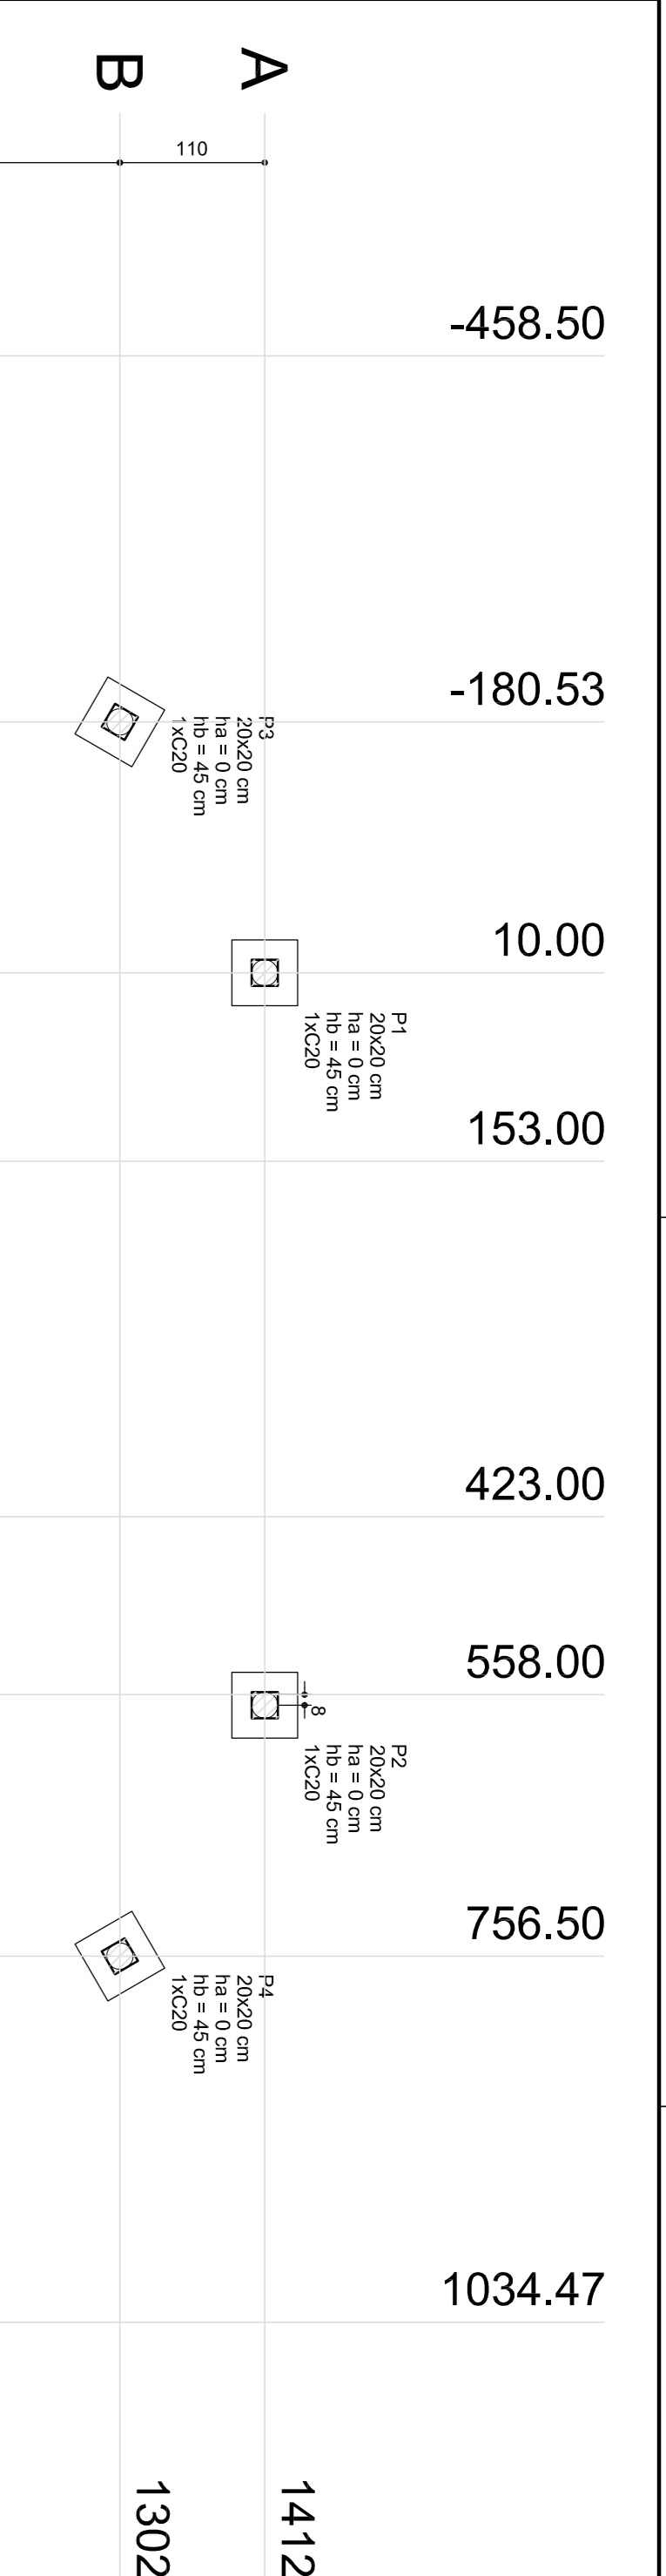 B
A
110
-458.50
-180.53
P3
20x20 cm
ha = 0 cm
hb = 45 cm
1xC20
10.00
P1
20x20 cm
ha = 0 cm
hb = 45 cm
1xC20
153.00
423.00
558.00
8
P2
20x20 cm
ha = 0 cm
hb = 45 cm
1xC20
756.50
P4
20x20 cm
ha = 0 cm
hb = 45 cm
1xC20
1034.47
1302
1412